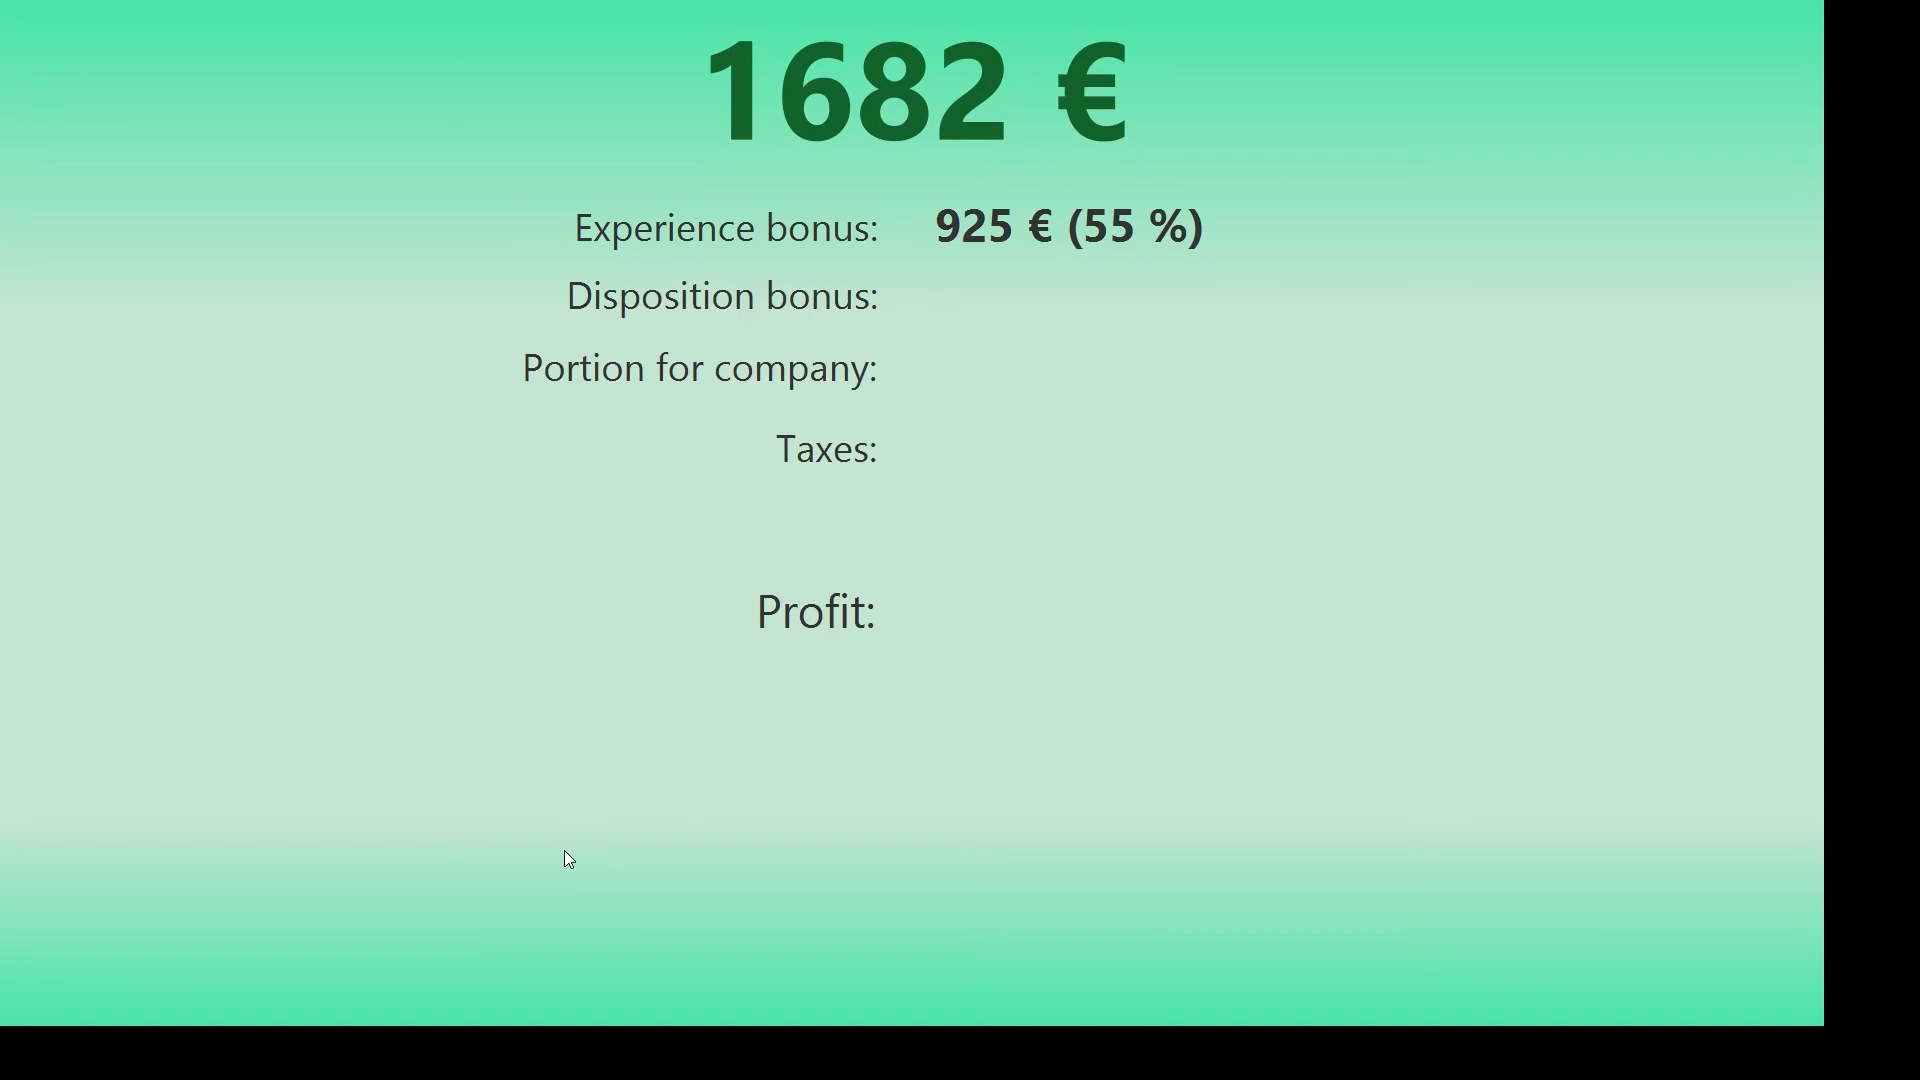 1682 €
Experience bonus: 925 € (55 %)
Disposition bonus:
Portion for company:
Taxes:
Profit: